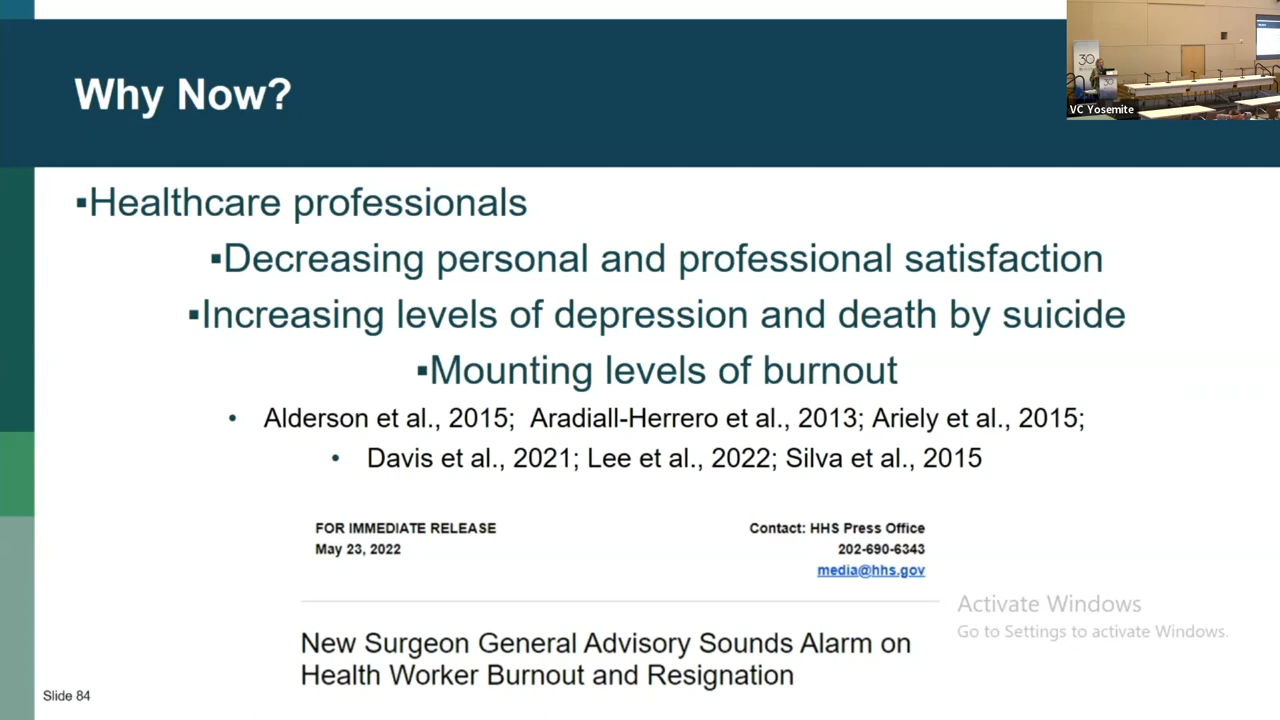 Why Now?
30
30
VC Yosemite
▪Healthcare professionals
▪Decreasing personal and professional satisfaction
▪Increasing levels of depression and death by suicide
▪Mounting levels of burnout
• Alderson et al., 2015;  Aradiall-Herrero et al., 2013; Ariely et al., 2015;
• Davis et al., 2021; Lee et al., 2022; Silva et al., 2015
FOR IMMEDIATE RELEASE
May 23, 2022
Contact: HHS Press Office
202-690-6343
media@hhs.gov
Activate Windows
Go to Settings to activate Windows.
New Surgeon General Advisory Sounds Alarm on
Health Worker Burnout and Resignation
Slide 84